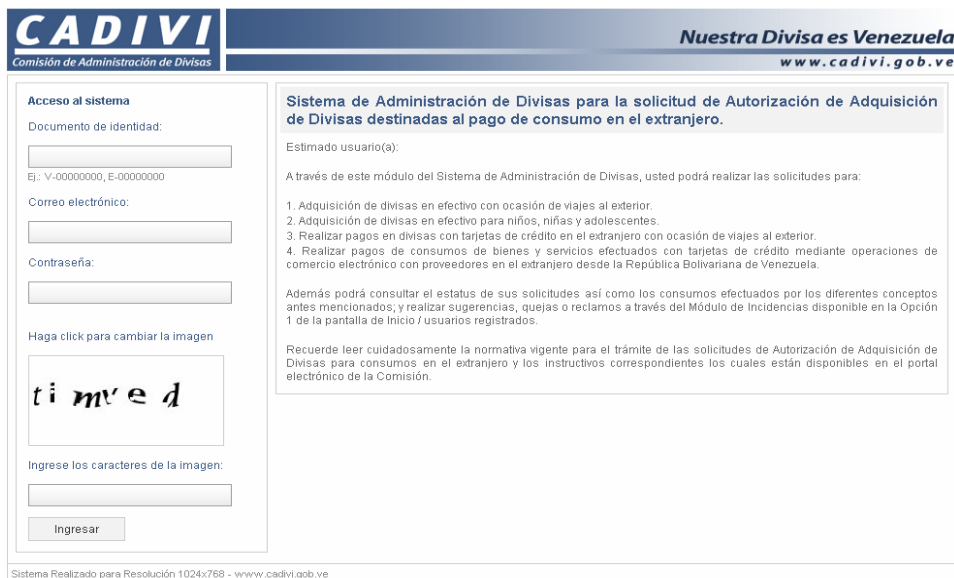 CADIVI
Comisión de Administración de Divisas
Nuestra Divisa es Venezuela
www.cadivi.gob.ve
Acceso al sistema
Documento de identidad:
Ej.: V-00000000, E-00000000
Correo electrónico:
Contraseña:
Haga click para cambiar la imagen
timved
Ingrese los caracteres de la imagen:
Ingresar
Sistema de Administración de Divisas para la solicitud de Autorización de Adquisición
de Divisas destinadas al pago de consumo en el extranjero.
Estimado usuario(a):
A través de este módulo del Sistema de Administración de Divisas, usted podrá realizar las solicitudes para:
1. Adquisición de divisas en efectivo con ocasión de viajes al exterior.
2. Adquisición de divisas en efectivo para niños, niñas y adolescentes.
3. Realizar pagos en divisas con tarjetas de crédito en el extranjero con ocasión de viajes al exterior.
4. Realizar pagos de consumos de bienes y servicios efectuados con tarjetas de crédito mediante operaciones de
comercio electrónico con proveedores en el extranjero desde la República Bolivariana de Venezuela.
Además podrá consultar el estatus de sus solicitudes así como los consumos efectuados por los diferentes conceptos
antes mencionados; y realizar sugerencias, quejas o reclamos a través del Módulo de Incidencias disponible en la Opción
1 de la pantalla de Inicio / usuarios registrados.
Recuerde leer cuidadosamente la normativa vigente para el trámite de las solicitudes de Autorización de Adquisición de
Divisas para consumos en el extranjero y los instructivos correspondientes los cuales están disponibles en el portal
electrónico de la Comisión.
Sistema Realizado para Resolución 1024x768 - www.cadivi.gob.ve